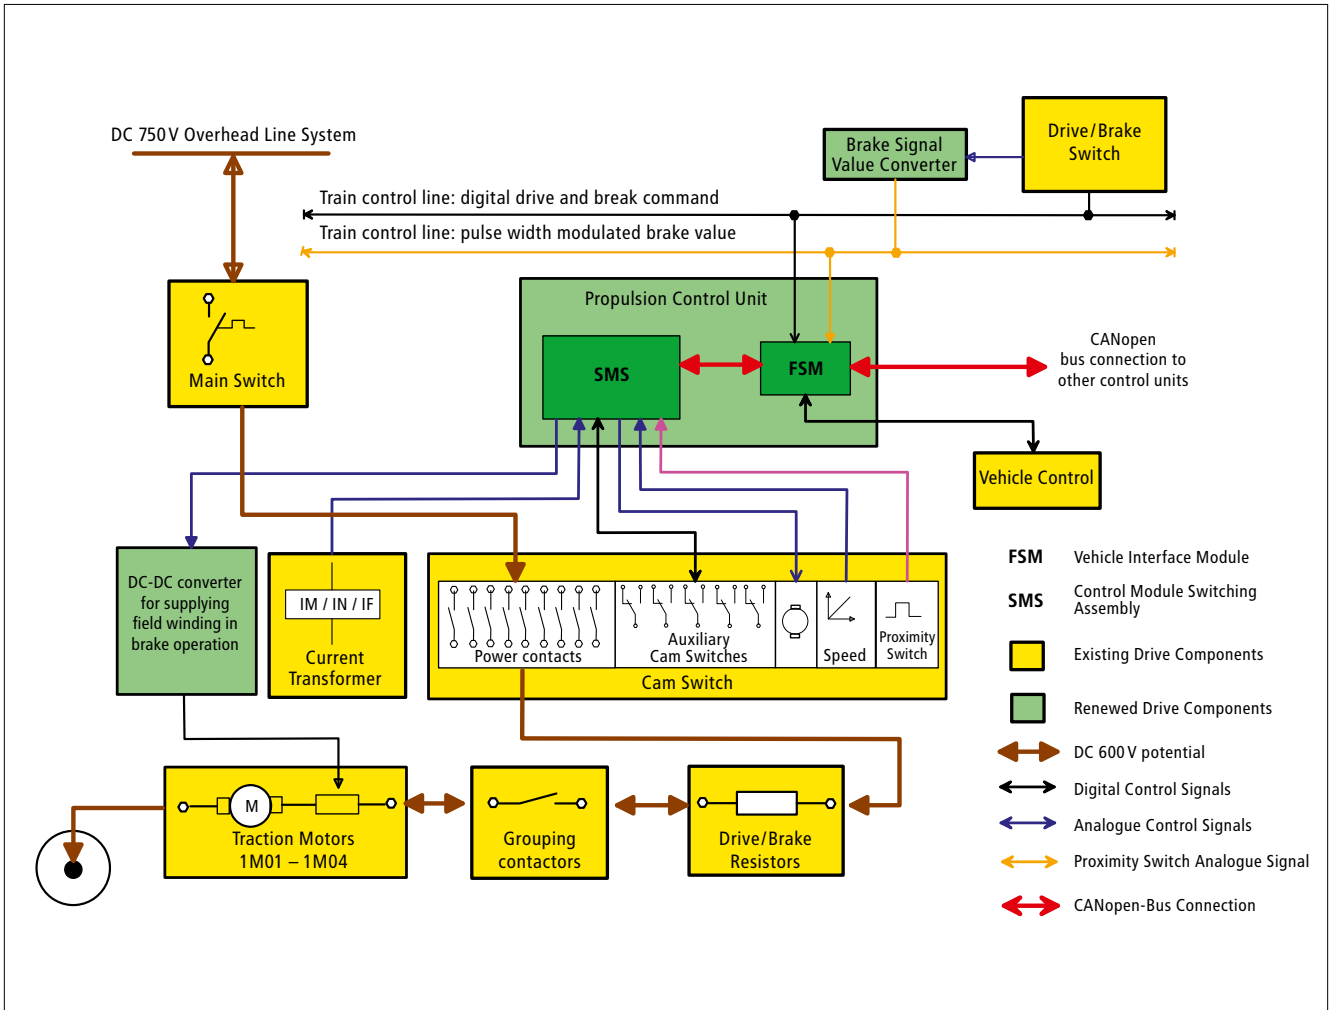 DC 750 V Overhead Line System
Drive/Brake
Switch
Brake Signal
Value Converter
Train control line: digital drive and break command
Train control line: pulse width modulated brake value
Propulsion Control Unit
SMS
FSM
CANopen
bus connection to
other control units
Main Switch
Vehicle Control
DC-DC converter
for supplying
field winding in
brake operation
IM / IN / IF
Current
Transformer
Power contacts
Auxiliary
Cam Switches
Speed
Proximity
Switch
Cam Switch
M
Traction Motors
1M01 – 1M04
Grouping
contactors
Drive/Brake
Resistors
FSM Vehicle Interface Module
SMS Control Module Switching
Assembly
Existing Drive Components
Renewed Drive Components
DC 600 V potential
Digital Control Signals
Analogue Control Signals
Proximity Switch Analogue Signal
CANopen-Bus Connection